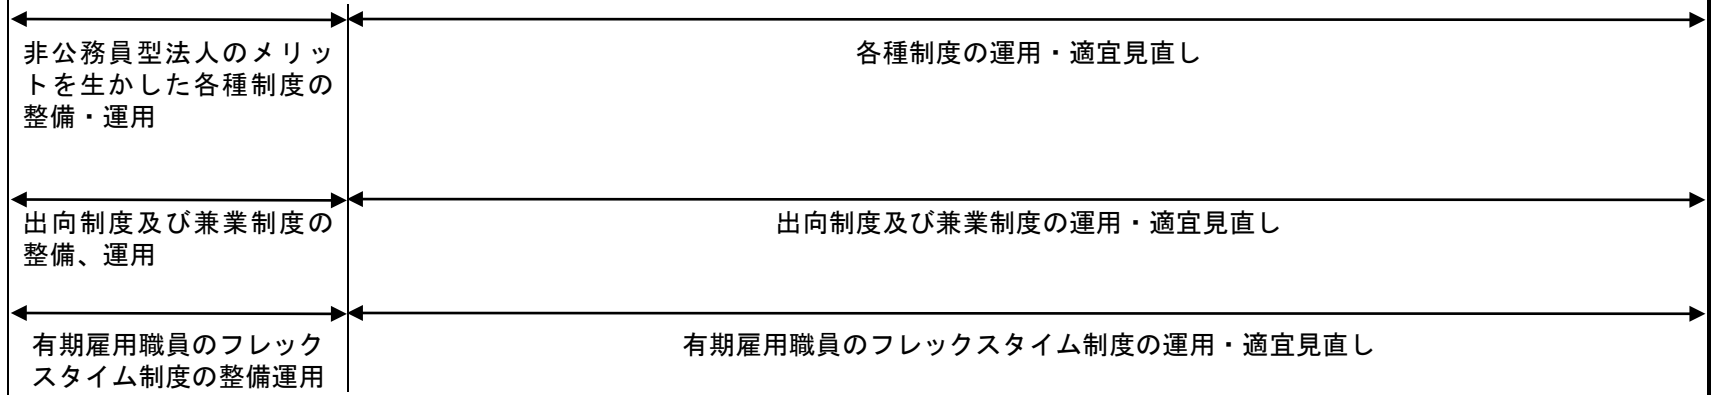 非公務員型法人のメリッ
トを生かした各種制度の
整備・運用
各種制度の運用・適宜見直し
出向制度及び兼業制度の
整備、運用
出向制度及び兼業制度の運用・適宜見直し
有期雇用職員のフレック
スタイム制度の整備運用
有期雇用職員のフレックスタイム制度の運用・適宜見直し